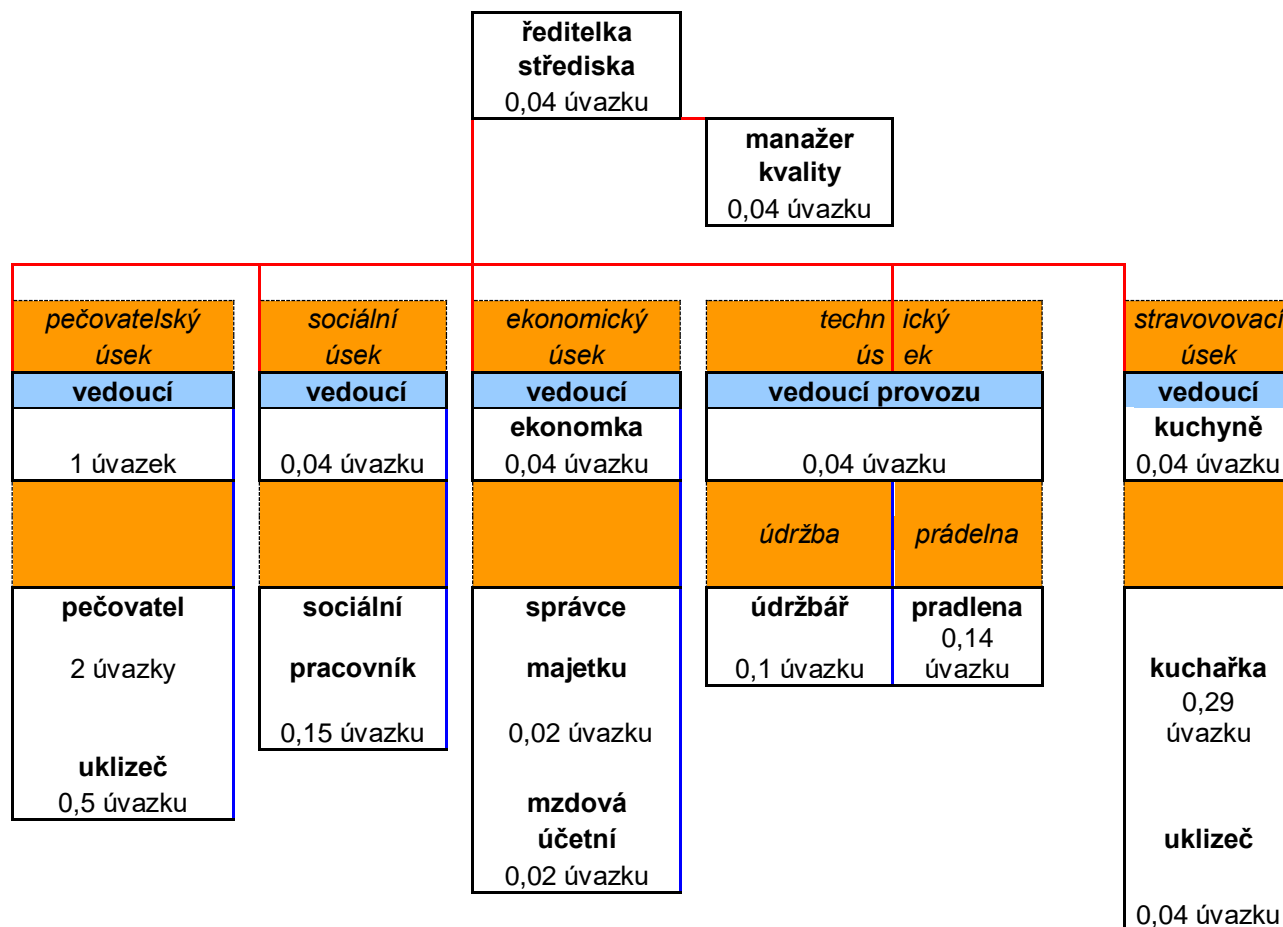 ředitelka
střediska
0,04 úvazku
manažer
kvality
0,04 úvazku
pečovatelský
úsek
vedoucí
1 úvazek
pečovatel
2 úvazky
uklizeč
0,5 úvazku
sociální
úsek
vedoucí
0,04 úvazku
sociální
pracovník
0,15 úvazku
ekonomický
úsek
vedoucí
ekonomka
0,04 úvazku
správce
majetku
0,02 úvazku
mzdová
účetní
0,02 úvazku
techn ický
ús ek
vedoucí provozu
0,04 úvazku
údržba
prádelna
údržbář
0,1 úvazku
pradlena
0,14
úvazku
stravovovací
úsek
vedoucí
kuchyně
0,04 úvazku
kuchařka
0,29
úvazku
uklizeč
0,04 úvazku